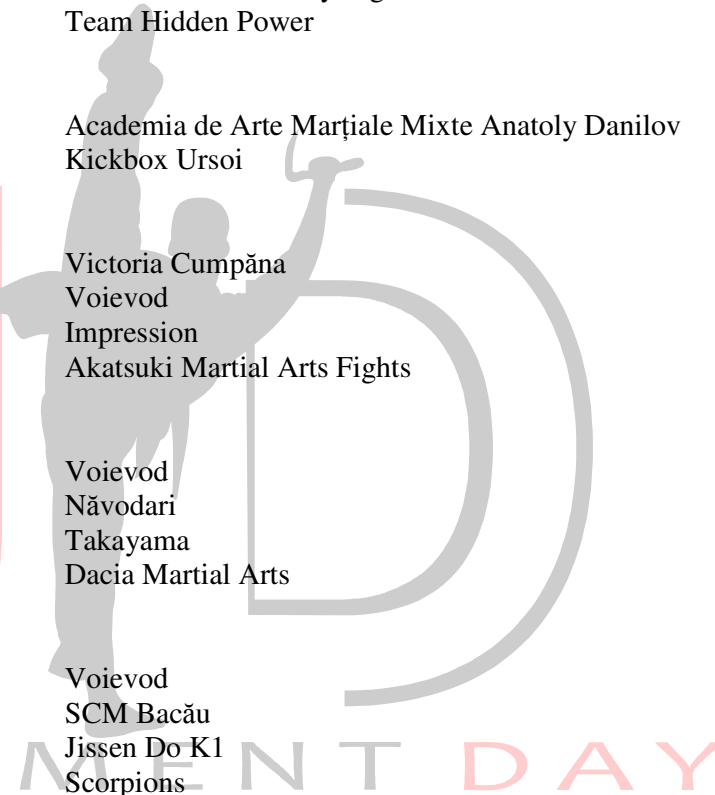 Team Hidden Power
Academia de Arte Marțiale Mixte Anatoly Danilov
Kickbox Ursoi
Victoria Cumpăna
Voievod
Impression
Akatsuki Martial Arts Fights
Voievod
Năvodari
Takayama
Dacia Martial Arts
Voievod
SCM Bacău
Jissen Do K1
Scorpions
MENT DAY